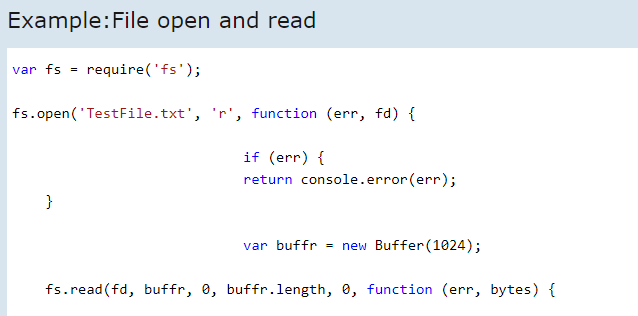 Example:File open and read
var fs = require('fs');
fs.open('TestFile.txt', 'r', function (err, fd) {
if (err) {
return console.error(err);
}
var buffr = new Buffer(1024);
fs.read(fd, buffr, 0, buffr.length, 0, function (err, bytes) {